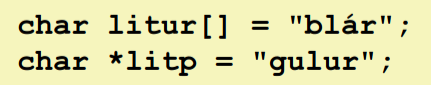 char litur[] = "blár";
char *litp = "gulur";